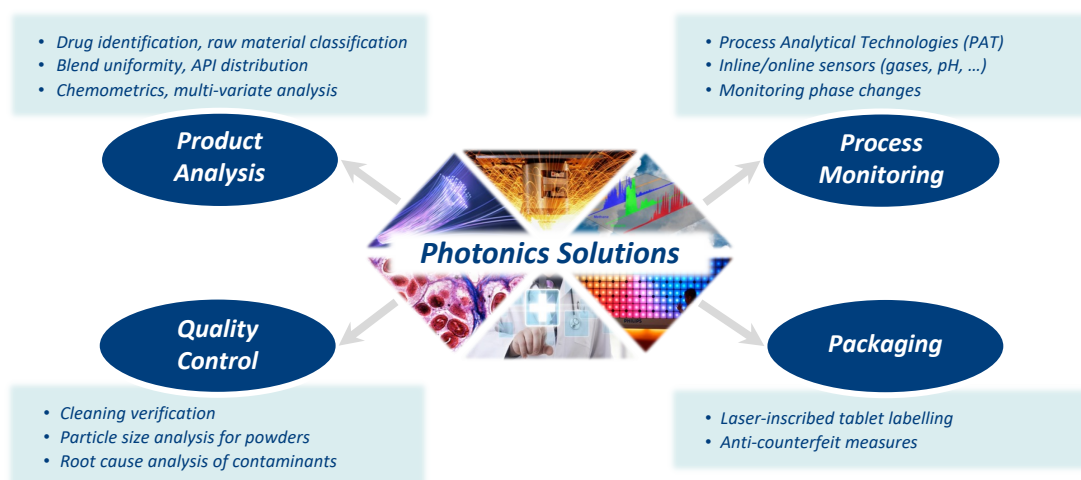 • Drug identification, raw material classification
• Blend uniformity, API distribution
• Chemometrics, multi-variate analysis
• Process Analytical Technologies (PAT)
• Inline/online sensors (gases, pH, …)
• Monitoring phase changes
Product
Analysis
Process
Monitoring
Photonics Solutions
Quality
Control
Packaging
• Cleaning verification
• Particle size analysis for powders
• Root cause analysis of contaminants
• Laser-inscribed tablet labelling
• Anti-counterfeit measures